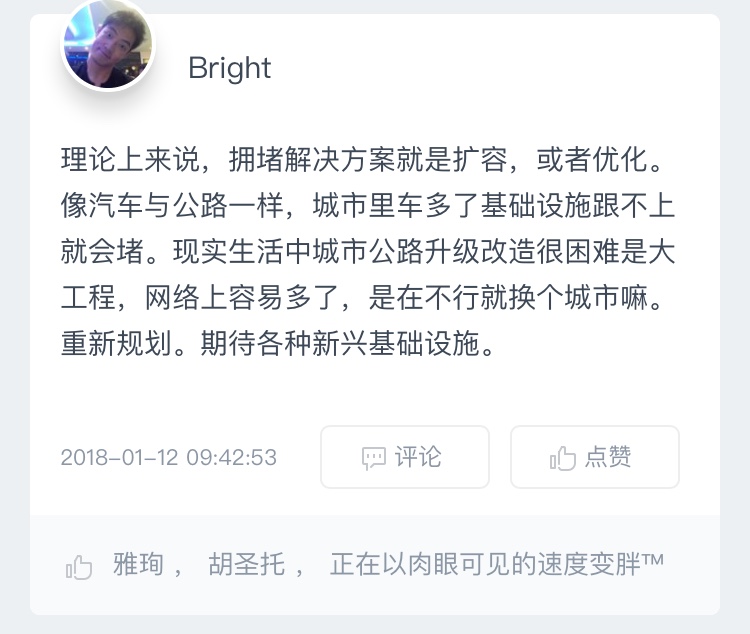 Bright
理论上来说，拥堵解决方案就是扩容，或者优化。
像汽车与公路一样，城市里车多了基础设施跟不上
就会堵。现实生活中城市公路升级改造很困难是大
工程，网络上容易多了，是在不行就换个城市嘛。
重新规划。期待各种新兴基础设施。
2018-01-12 09:42:53 评论 点赞
雅珣 ， 胡圣托 ， 正在以肉眼可见的速度变胖™